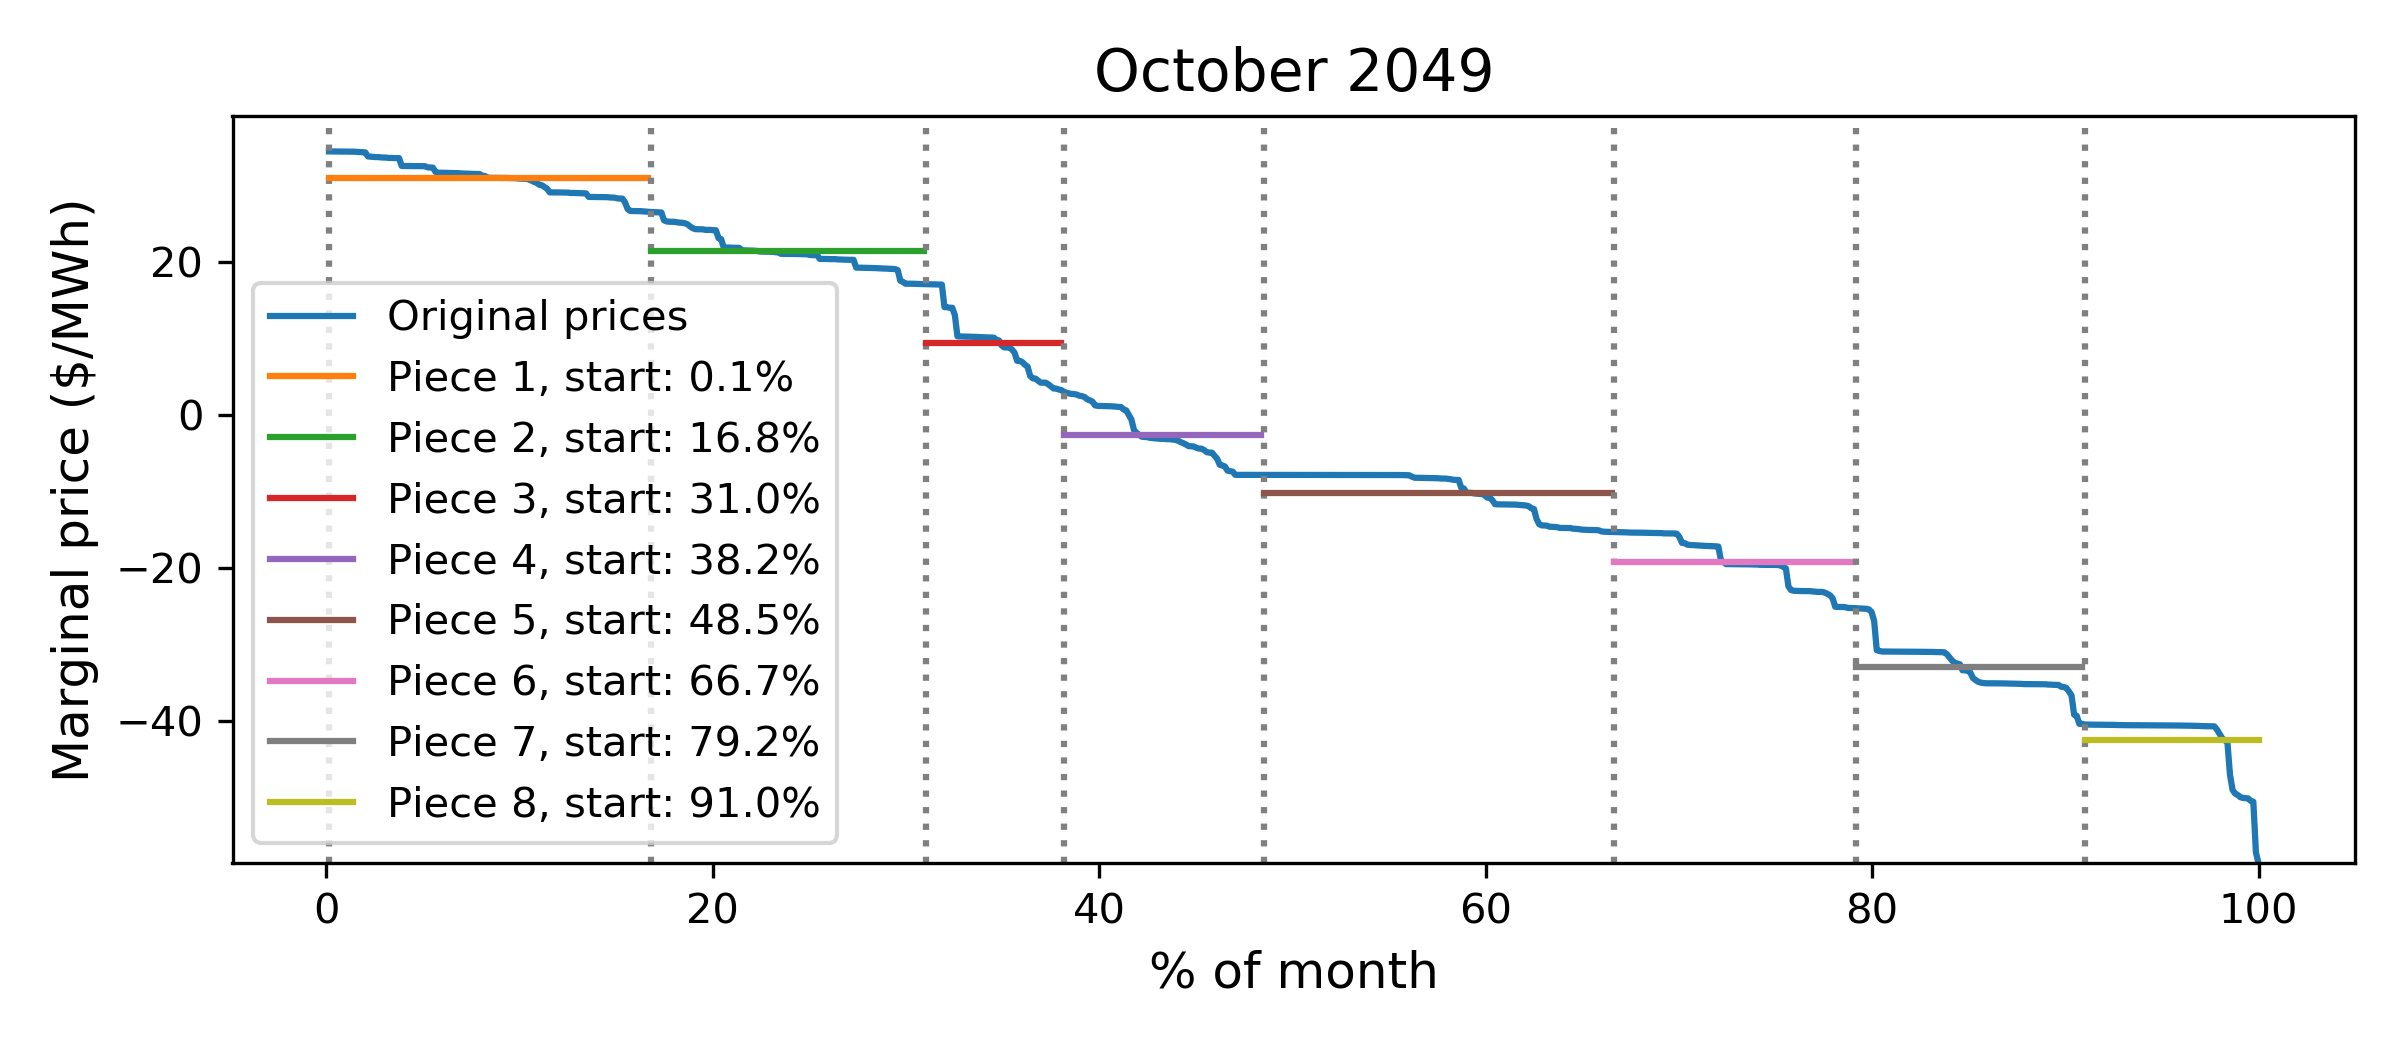 October 2049
Marginal price ($/MWh)
20
0
−20
−40
Original prices
Piece 1, start: 0.1%
Piece 2, start: 16.8%
Piece 3, start: 31.0%
Piece 4, start: 38.2%
Piece 5, start: 48.5%
Piece 6, start: 66.7%
Piece 7, start: 79.2%
Piece 8, start: 91.0%
0 20 40 60 80 100
% of month